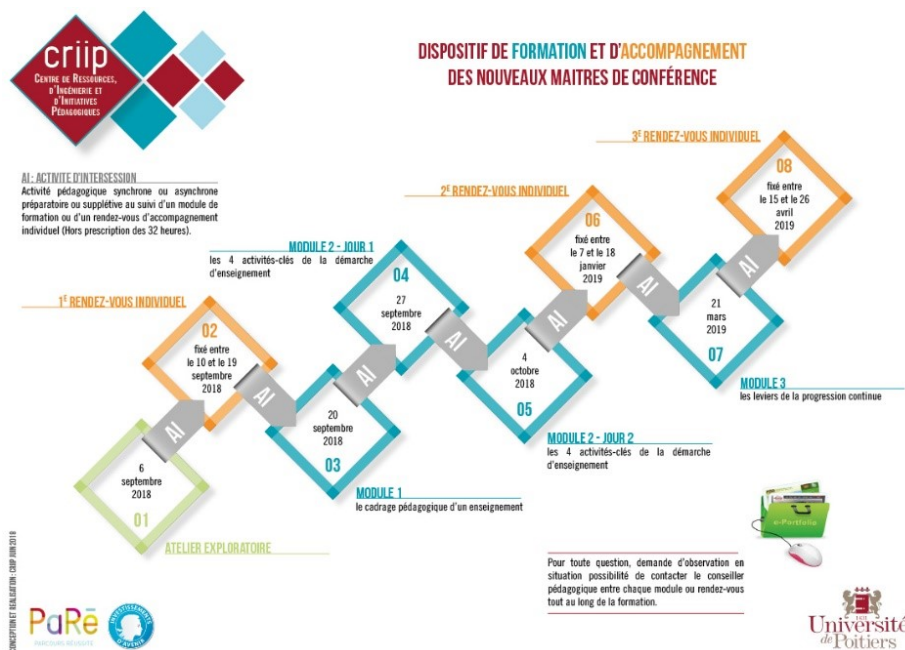 criip
CENTRE DE RESSOURCES,
D'INGÉNIERIE ET
D'INITIATIVES
PÉDAGOGIQUES
DISPOSITIF DE FORMATION ET D'ACCOMPAGNEMENT
DES NOUVEAUX MAITRES DE CONFÉRENCE
AI : ACTIVITE D'INTERSESSION
Activité pédagogique synchrone ou asynchrone
préparatoire ou supplétive au suivi d'un module de
formation ou d'un rendez-vous d'accompagnement
individuel (Hors prescription des 32 heures).
3E RENDEZ-VOUS INDIVIDUEL
08
fixé entre
le 15 et le 26
avril
2019
2E RENDEZ-VOUS INDIVIDUEL
06
fixé entre
le 7 et le 18
janvier
2019
MODULE 2 - JOUR 1
les 4 activités-clés de la démarche
d'enseignement
04
27
septembre
2018
1E RENDEZ-VOUS INDIVIDUEL
02
fixé entre
le 10 et le 19
septembre
2018
AI
AI
AI
AI
AI
AI
AI
21
mars
2019
07
MODULE 3
les leviers de la progression continue
4
octobre
2018
05
MODULE 2 - JOUR 2
les 4 activités-clés de la démarche
d'enseignement
20
septembre
2018
03
MODULE 1
le cadrage pédagogique d'un enseignement
6
septembre
2018
01
ATELIER EXPLORATOIRE
e-Portfolio
Pour toute question, demande d'observation en
situation possibilité de contacter le conseiller
pédagogique entre chaque module ou rendez-vous
tout au long de la formation.
CONCEPTION ET REALISATION : CRIIP JUIN 2018
PaRé
PARCOURS RÉUSSITE
INVESTISSEMENTS
D'AVENIR
Université
de Poitiers